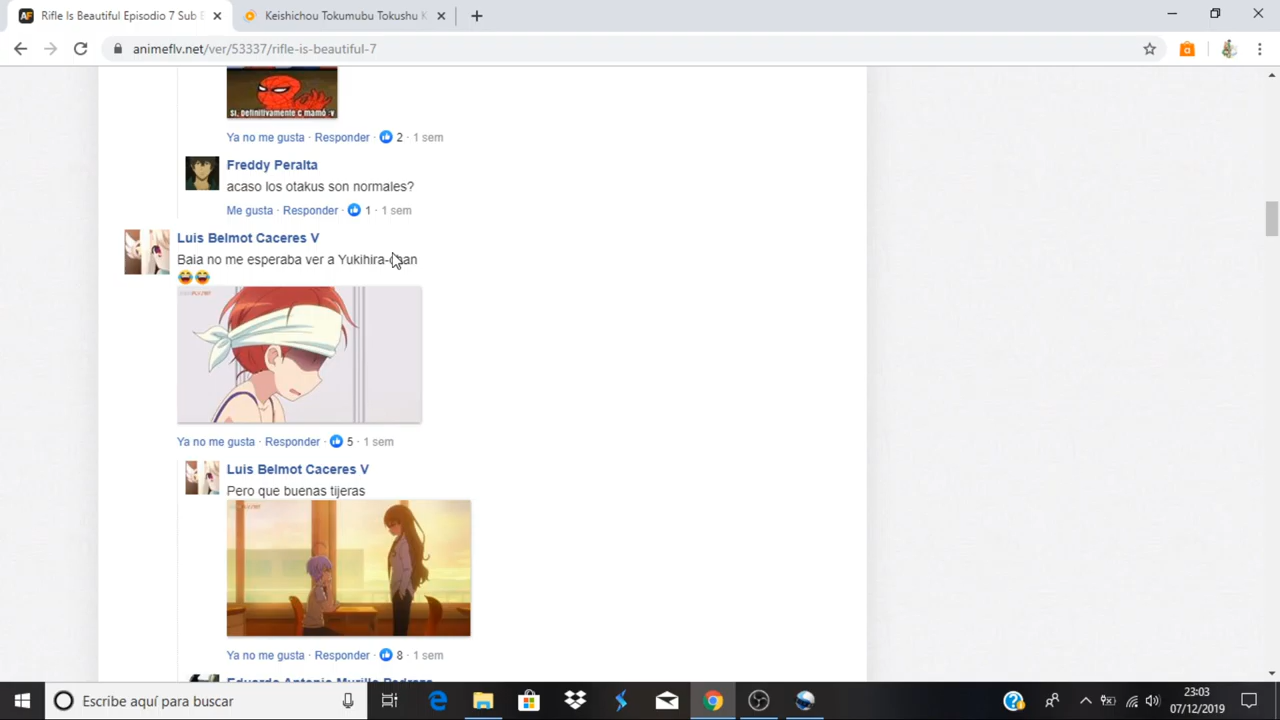 Rifle Is Beautiful Episodio 7 Sub
Keishichou Tokumubu Tokushu K
animeflv.net/ver/53337/rifle-is-beautiful-7
SI, DEFINITIVAMENTE C MAMÓ :V
Ya no me gusta · Responder · 2 · 1 sem
Freddy Peralta
acaso los otakus son normales?
Me gusta · Responder · 1 · 1 sem
Luis Belmot Caceres V
Baia no me esperaba ver a Yukihira-chan
Ya no me gusta · Responder · 5 · 1 sem
Luis Belmot Caceres V
Pero que buenas tijeras
Ya no me gusta · Responder · 8 · 1 sem
Eduardo Antonio Murillo Pedraza
Escribe aquí para buscar
23:03
07/12/2019